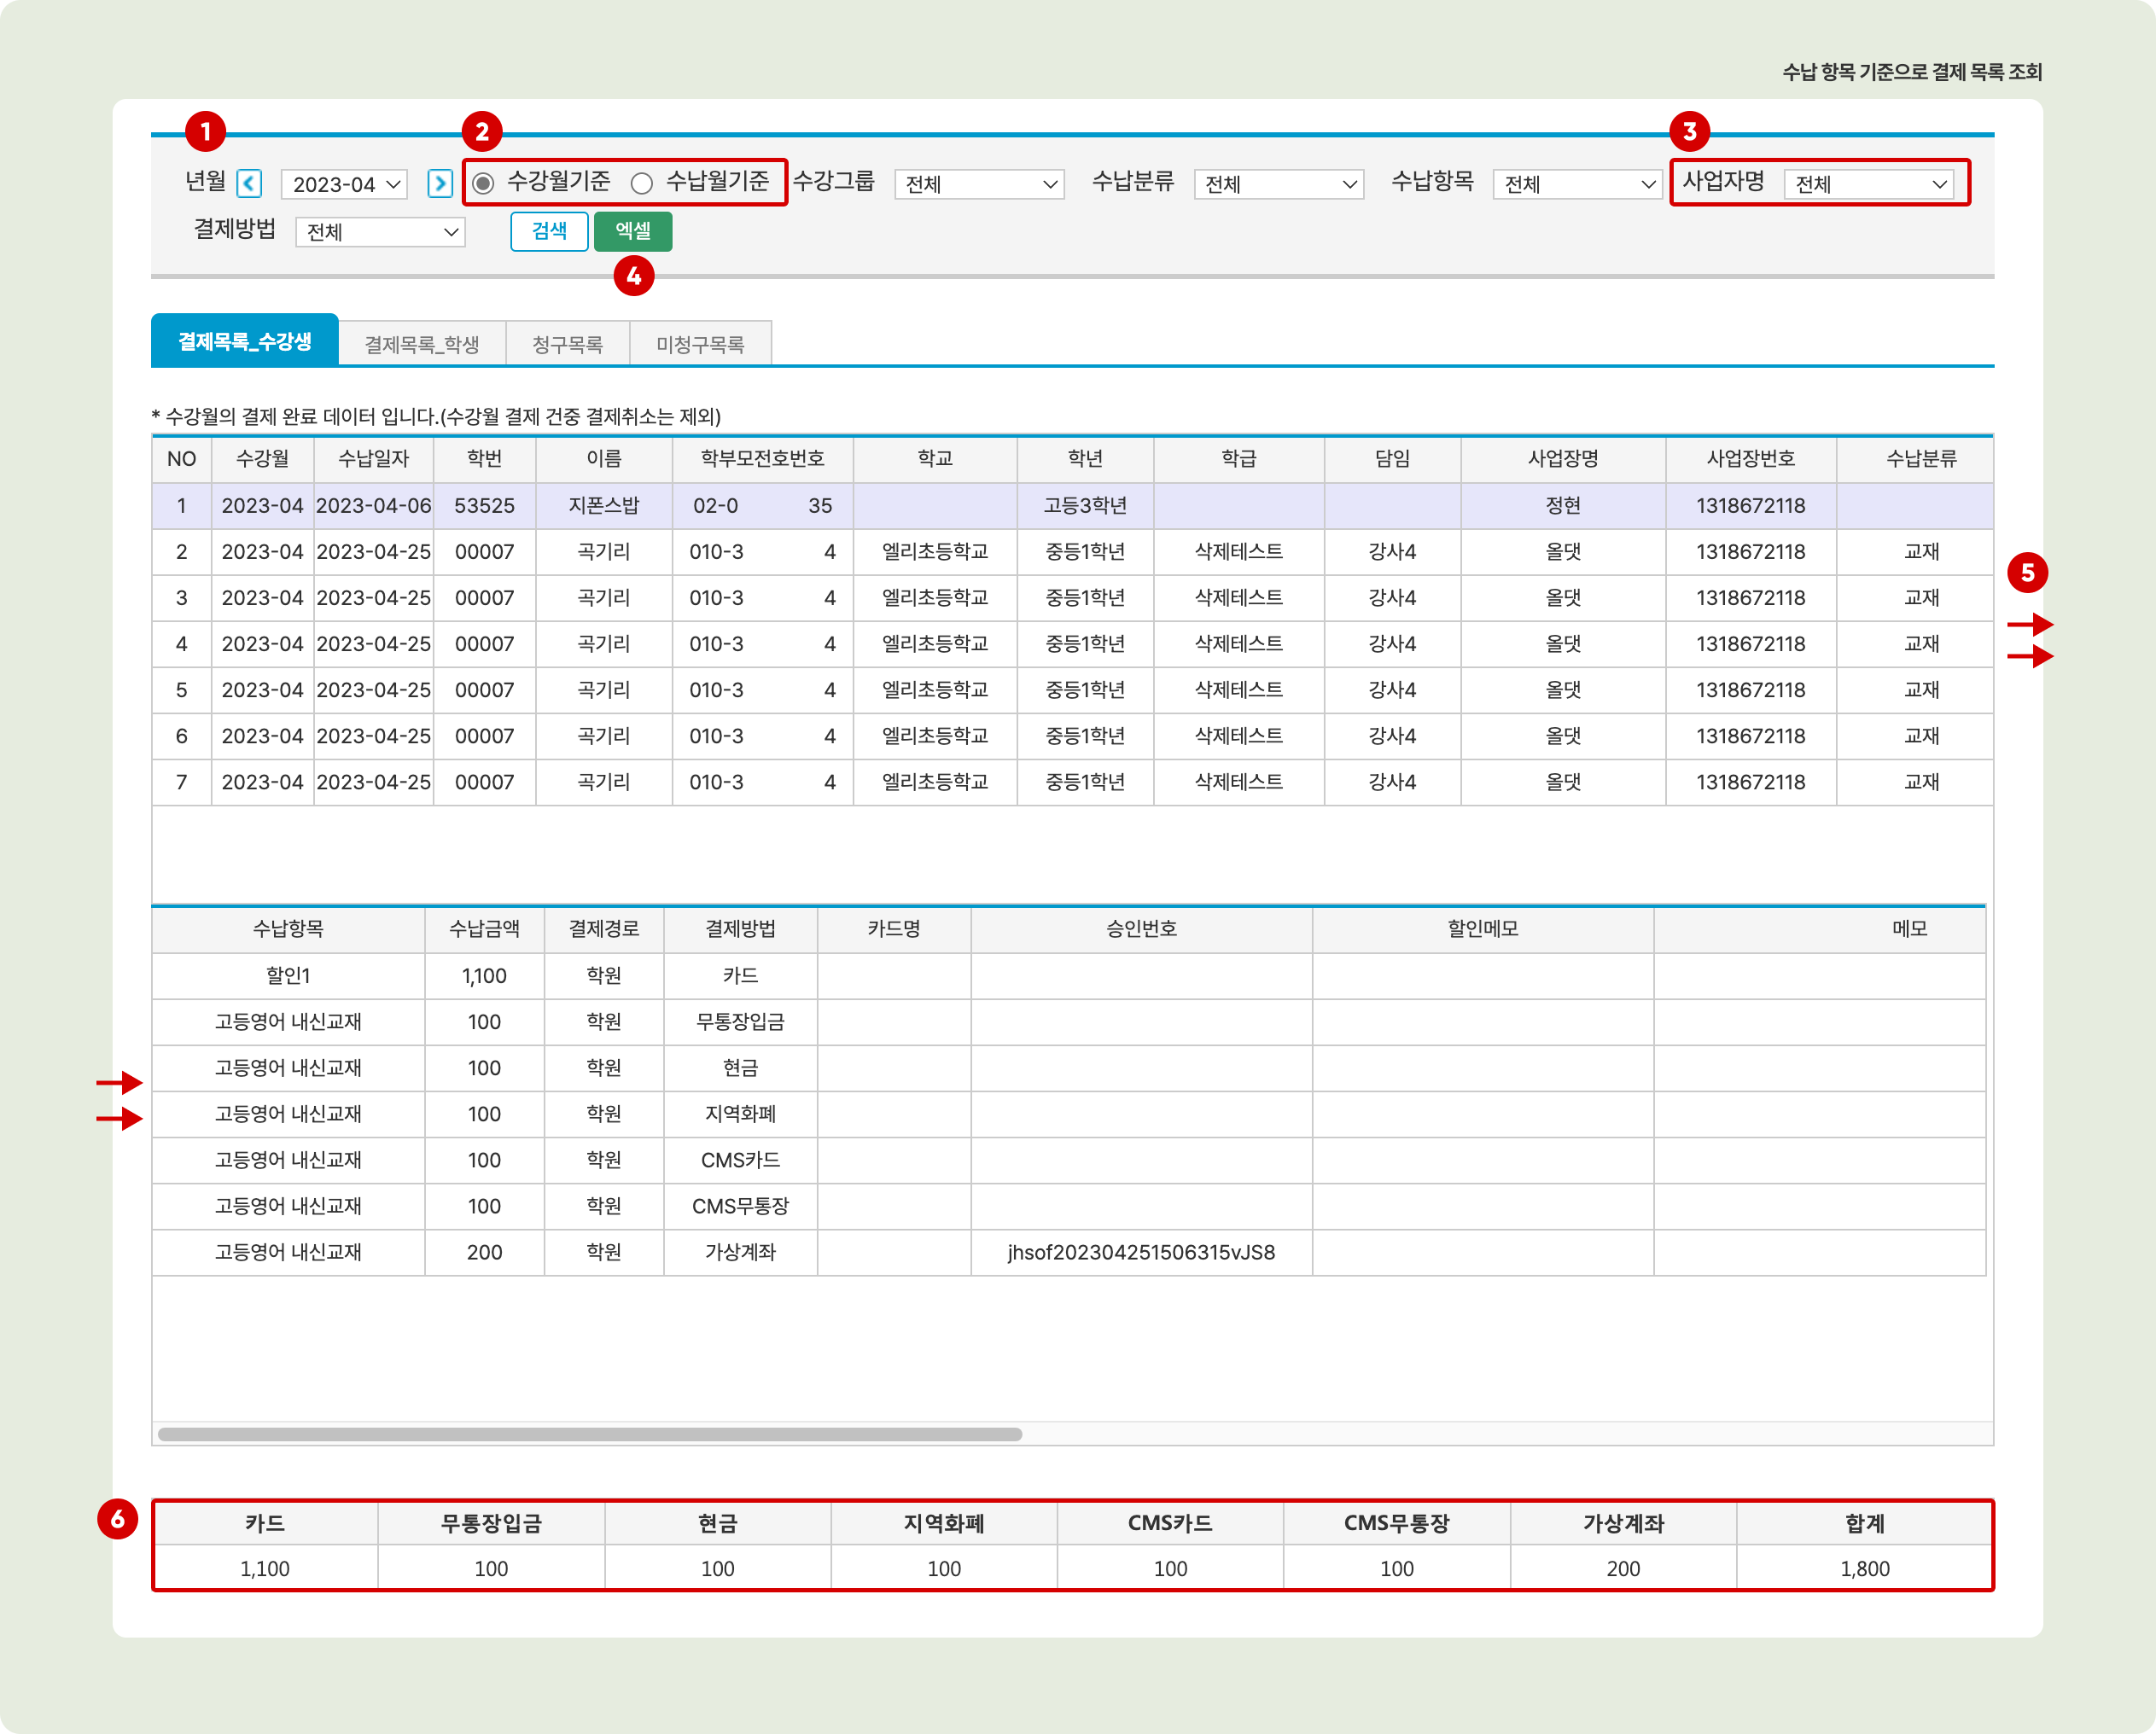 수납 항목 기준으로 결제 목록 조회
1 2 3
년월 2023-04 수강월기준 수납월기준 수강그룹 전체 수납분류 전체 수납항목 전체 사업자명 전체
결제방법 전체 검색 엑셀
4
결제목록_수강생 결제목록_학생 청구목록 미청구목록
* 수강월의 결제 완료 데이터 입니다.(수강월 결제 건중 결제취소는 제외)
NO 수강월 수납일자 학번 이름 학부모전호번호 학교 학년 학급 담임 사업장명 사업장번호 수납분류
1 2023-04 2023-04-06 53525 지폰스밥 02-0 35 고등3학년 정현 1318672118
2 2023-04 2023-04-25 00007 곡기리 010-3 4 엘리초등학교 중등1학년 삭제테스트 강사4 올댓 1318672118 교재
5
3 2023-04 2023-04-25 00007 곡기리 010-3 4 엘리초등학교 중등1학년 삭제테스트 강사4 올댓 1318672118 교재
4 2023-04 2023-04-25 00007 곡기리 010-3 4 엘리초등학교 중등1학년 삭제테스트 강사4 올댓 1318672118 교재
5 2023-04 2023-04-25 00007 곡기리 010-3 4 엘리초등학교 중등1학년 삭제테스트 강사4 올댓 1318672118 교재
6 2023-04 2023-04-25 00007 곡기리 010-3 4 엘리초등학교 중등1학년 삭제테스트 강사4 올댓 1318672118 교재
7 2023-04 2023-04-25 00007 곡기리 010-3 4 엘리초등학교 중등1학년 삭제테스트 강사4 올댓 1318672118 교재
수납항목 수납금액 결제경로 결제방법 카드명 승인번호 할인메모 메모
할인1 1,100 학원 카드
고등영어 내신교재 100 학원 무통장입금
고등영어 내신교재 100 학원 현금
고등영어 내신교재 100 학원 지역화폐
고등영어 내신교재 100 학원 CMS카드
고등영어 내신교재 100 학원 CMS무통장
고등영어 내신교재 200 학원 가상계좌 jhsof202304251506315vJS8
6
카드 무통장입금 현금 지역화폐 CMS카드 CMS무통장 가상계좌 합계
1,100 100 100 100 100 100 200 1,800